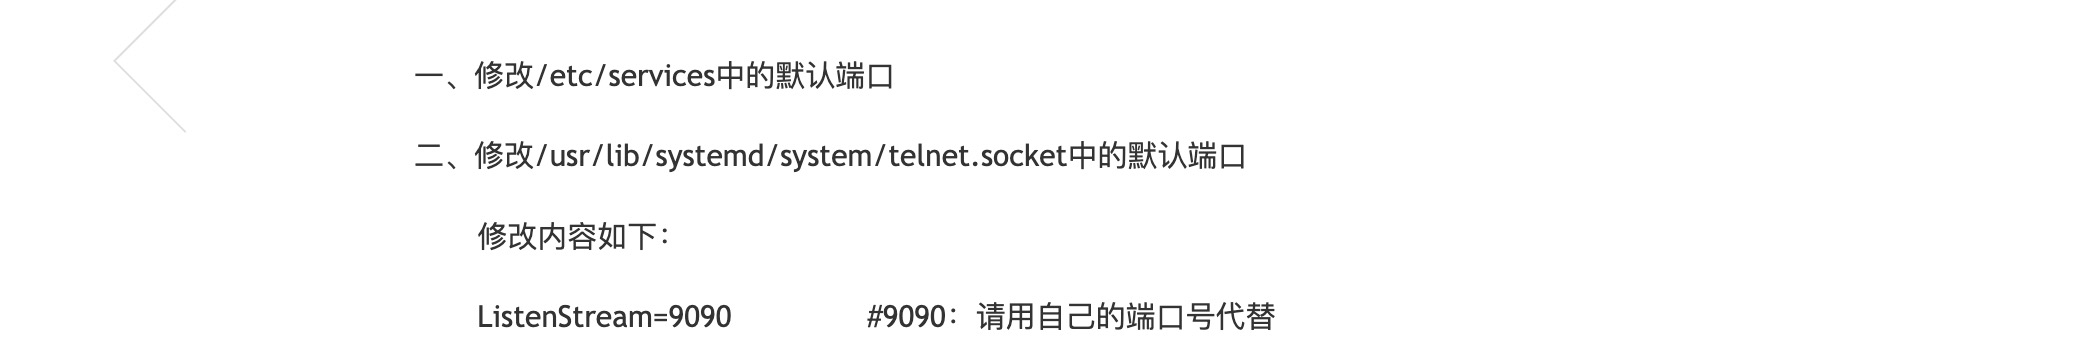 一、修改/etc/services中的默认端口
二、修改/usr/lib/systemd/system/telnet.socket中的默认端口
修改内容如下：
ListenStream=9090 #9090：请用自己的端口号代替